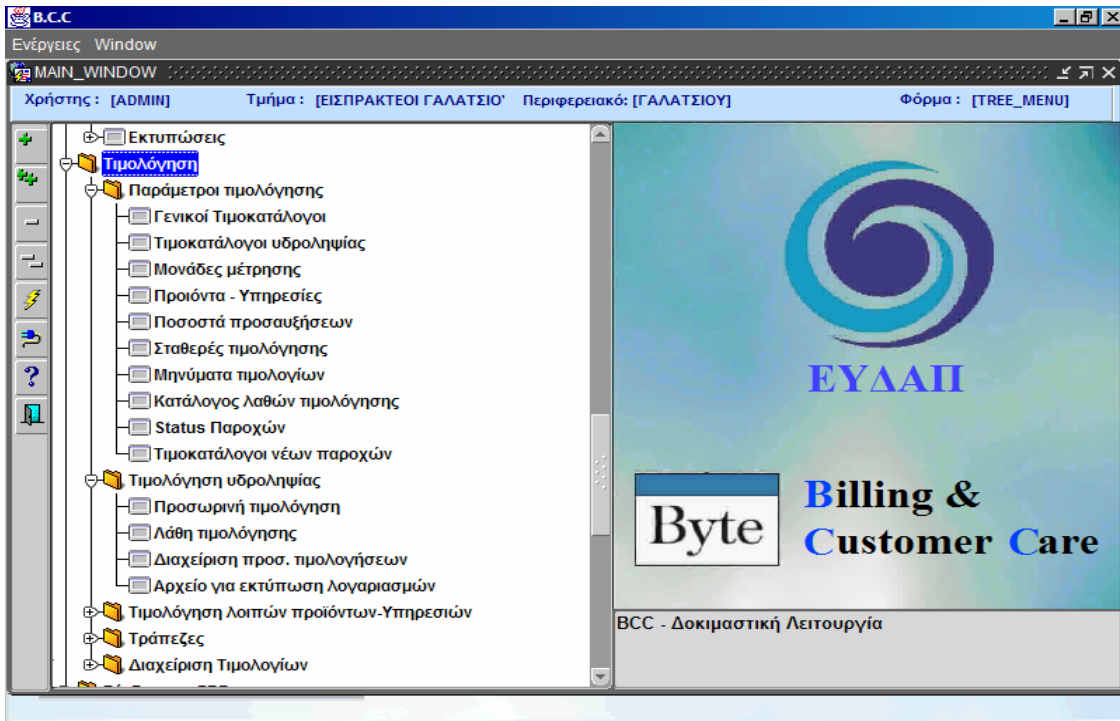 B.C.C
Ενέργειες Window
MAIN_WINDOW
Χρήστης : [ADMIN] Τμήμα : [ΕΙΣΠΡΑΚΤΕΟΙ ΓΑΛΑΤΣΙΟ' Περιφερειακό: [ΓΑΛΑΤΣΙΟΥ] Φόρμα : [TREE_MENU]
Εκτυπώσεις
Τιμολόγηση
Παράμετροι τιμολόγησης
Γενικοί Τιμοκατάλογοι
Τιμοκατάλογοι υδροληψίας
Μονάδες μέτρησης
Προιόντα - Υπηρεσίες
Ποσοστά προσαυξήσεων
Σταθερές τιμολόγησης
Μηνύματα τιμολογίων
Κατάλογος λαθών τιμολόγησης
Status Παροχών
Τιμοκατάλογοι νέων παροχών
Τιμολόγηση υδροληψίας
Προσωρινή τιμολόγηση
Λάθη τιμολόγησης
Διαχείριση προσ. τιμολογήσεων
Αρχείο για εκτύπωση λογαριασμών
Τιμολόγηση λοιπών προϊόντων-Υπηρεσιών
Τράπεζες
Διαχείριση Τιμολογίων
ΕΥΔΑΠ
Byte
Billing &
Customer Care
BCC - Δοκιμαστική Λειτουργία